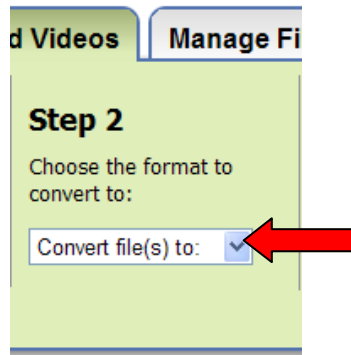 d Videos Manage Fi
Step 2
Choose the format to
convert to:
Convert file(s) to: